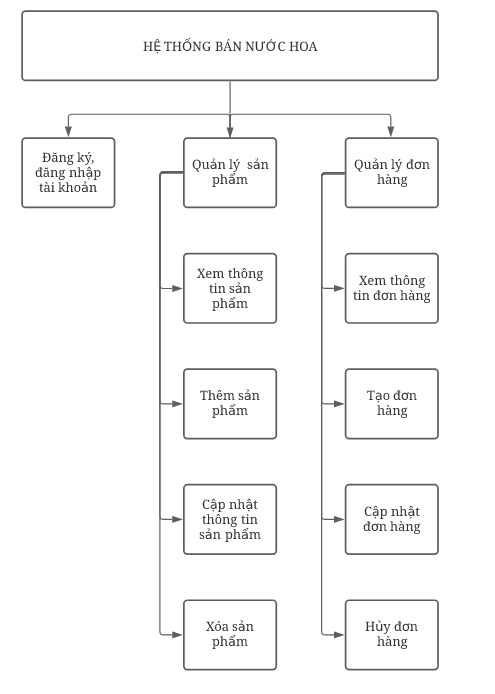 HỆ THỐNG BÁN NƯỚC HOA
Đăng ký,
đăng nhập
tài khoản
Quản lý sản
phẩm
Quản lý đơn
hàng
Xem thông
tin sản
phẩm
Xem thông
tin đơn hàng
Thêm sản
phẩm
Tạo đơn
hàng
Cập nhật
thông tin
sản phẩm
Cập nhật
đơn hàng
Xóa sản
phẩm
Hủy đơn
hàng